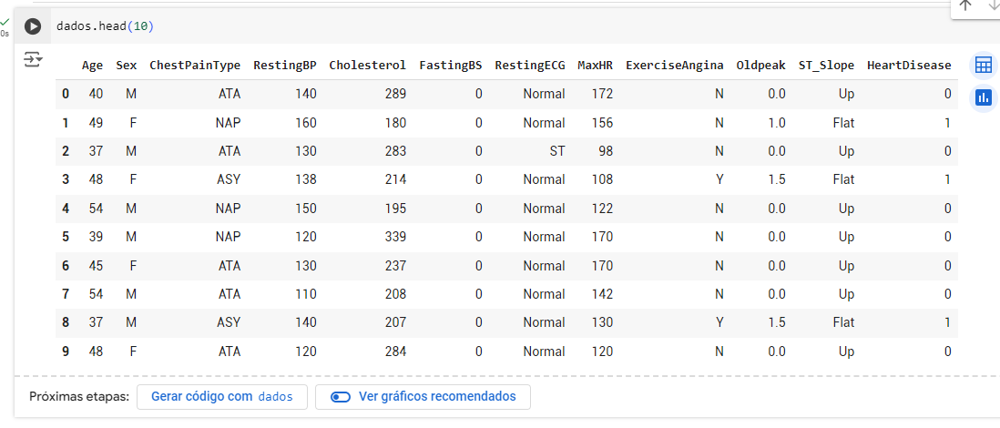 dados.head(10)
0s
Age Sex ChestPainType RestingBP Cholesterol FastingBS RestingECG MaxHR ExerciseAngina Oldpeak ST_Slope HeartDisease
0 40 M ATA 140 289 0 Normal 172 N 0.0 Up 0
1 49 F NAP 160 180 0 Normal 156 N 1.0 Flat 1
2 37 M ATA 130 283 0 ST 98 N 0.0 Up 0
3 48 F ASY 138 214 0 Normal 108 Y 1.5 Flat 1
4 54 M NAP 150 195 0 Normal 122 N 0.0 Up 0
5 39 M NAP 120 339 0 Normal 170 N 0.0 Up 0
6 45 F ATA 130 237 0 Normal 170 N 0.0 Up 0
7 54 M ATA 110 208 0 Normal 142 N 0.0 Up 0
8 37 M ASY 140 207 0 Normal 130 Y 1.5 Flat 1
9 48 F ATA 120 284 0 Normal 120 N 0.0 Up 0
Próximas etapas: Gerar código com dados Ver gráficos recomendados